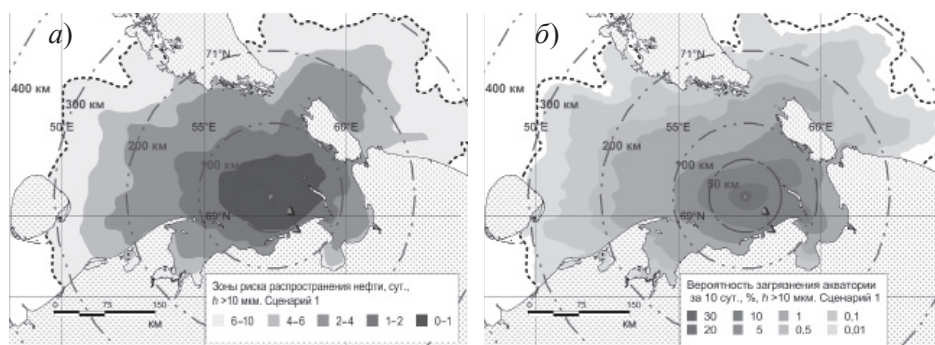 а)
71°N
400 км
300 км
50°E
55°E
60°E
200 км
100 км
69°N
Зоны риска распространения нефти, сут.,
h >10 мкм. Сценарий 1
6–10 4–6 2–4 1–2 0–1
0 37 75 150
км
б)
71°N
400 км
300 км
50°E
55°E
60°E
200 км
100 км
50 км
69°N
Вероятность загрязнения акватории
за 10 сут., %, h >10 мкм. Сценарий 1
30 10 1 0,1
20 5 0,5 0,01
0 37 75 150
км